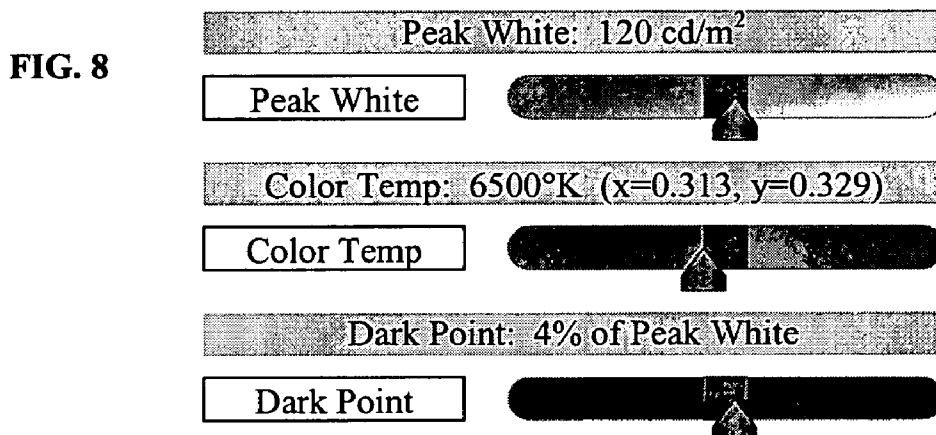 Peak White: 120 cd/m²
FIG. 8
Peak White
Color Temp: 6500°K (x=0.313, y=0.329)
Color Temp
Dark Point: 4% of Peak White
Dark Point